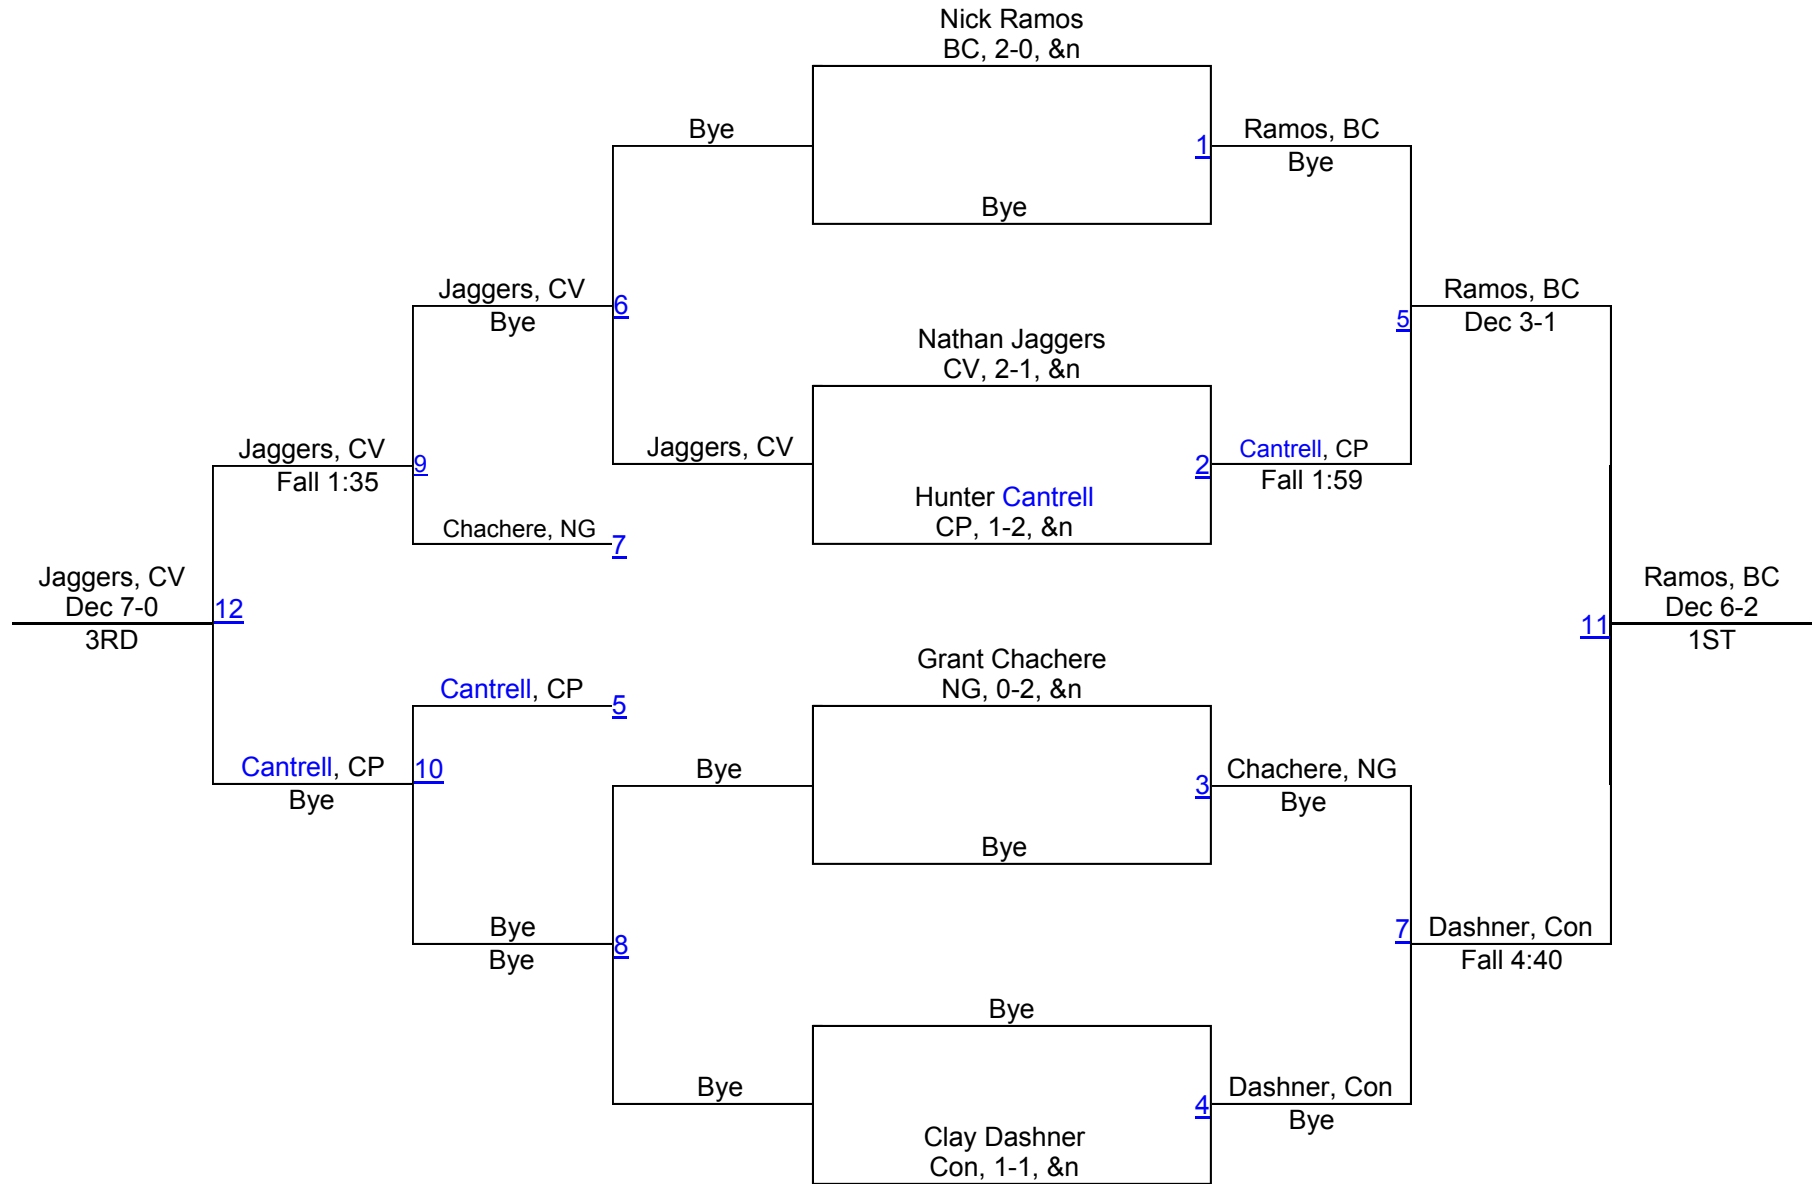 Nick Ramos
BC, 2-0, &n
Bye
1
Ramos, BC
Bye
Bye
Jaggers, CV
Bye
6
Ramos, BC
Dec 3-1
5
Nathan Jaggers
CV, 2-1, &n
Jaggers, CV
Fall 1:35
9
Jaggers, CV
2
Cantrell, CP
Fall 1:59
Hunter Cantrell
CP, 1-2, &n
Chachere, NG
7
Jaggers, CV
Dec 7-0
3RD
12
11
Ramos, BC
Dec 6-2
1ST
Grant Chachere
NG, 0-2, &n
Cantrell, CP
5
Cantrell, CP
Bye
10
Bye
3
Chachere, NG
Bye
Bye
Bye
Bye
8
7
Dashner, Con
Fall 4:40
Bye
Bye
4
Dashner, Con
Bye
Clay Dashner
Con, 1-1, &n